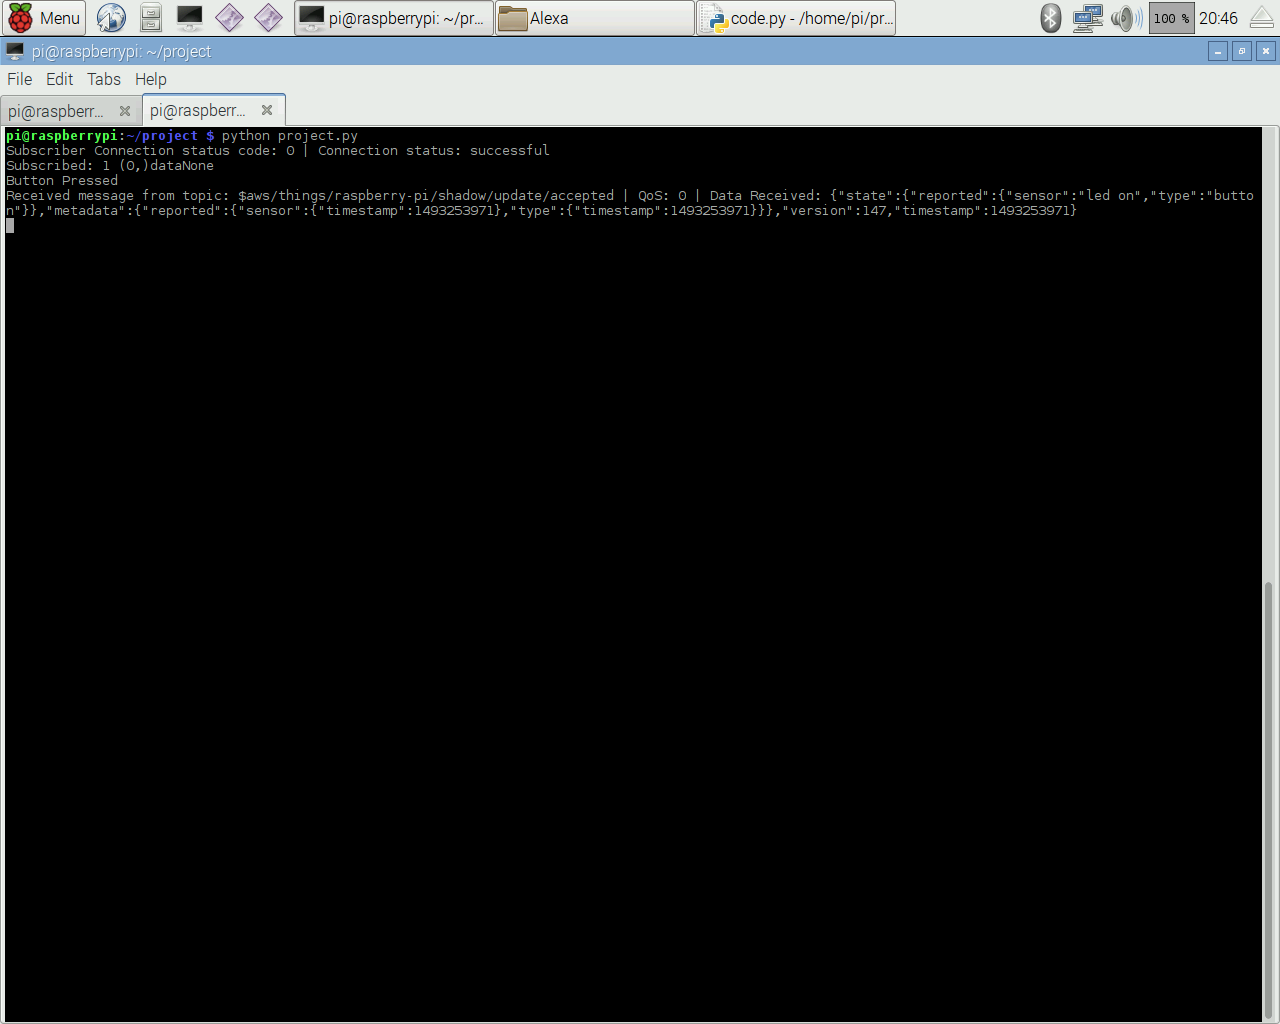 Menu
pi@raspberrypi: ~/pr...
Alexa
code.py - /home/pi/pr...
100 %
20:46
pi@raspberrypi: ~/project
File Edit Tabs Help
pi@raspberr...
pi@raspberr...
pi@raspberrypi:~/project $ python project.py
Subscriber Connection status code: 0 | Connection status: successful
Subscribed: 1 (0,)dataNone
Button Pressed
Received message from topic: $aws/things/raspberry-pi/shadow/update/accepted | QoS: 0 | Data Received: {"state":{"reported":{"sensor":"led on","type":"butto
n"}},"metadata":{"reported":{"sensor":{"timestamp":1493253971},"type":{"timestamp":1493253971}}},"version":147,"timestamp":1493253971}